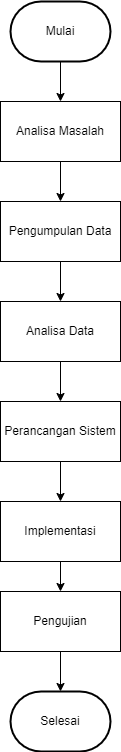 Mulai
Analisa Masalah
Pengumpulan Data
Analisa Data
Perancangan Sistem
Implementasi
Pengujian
Selesai